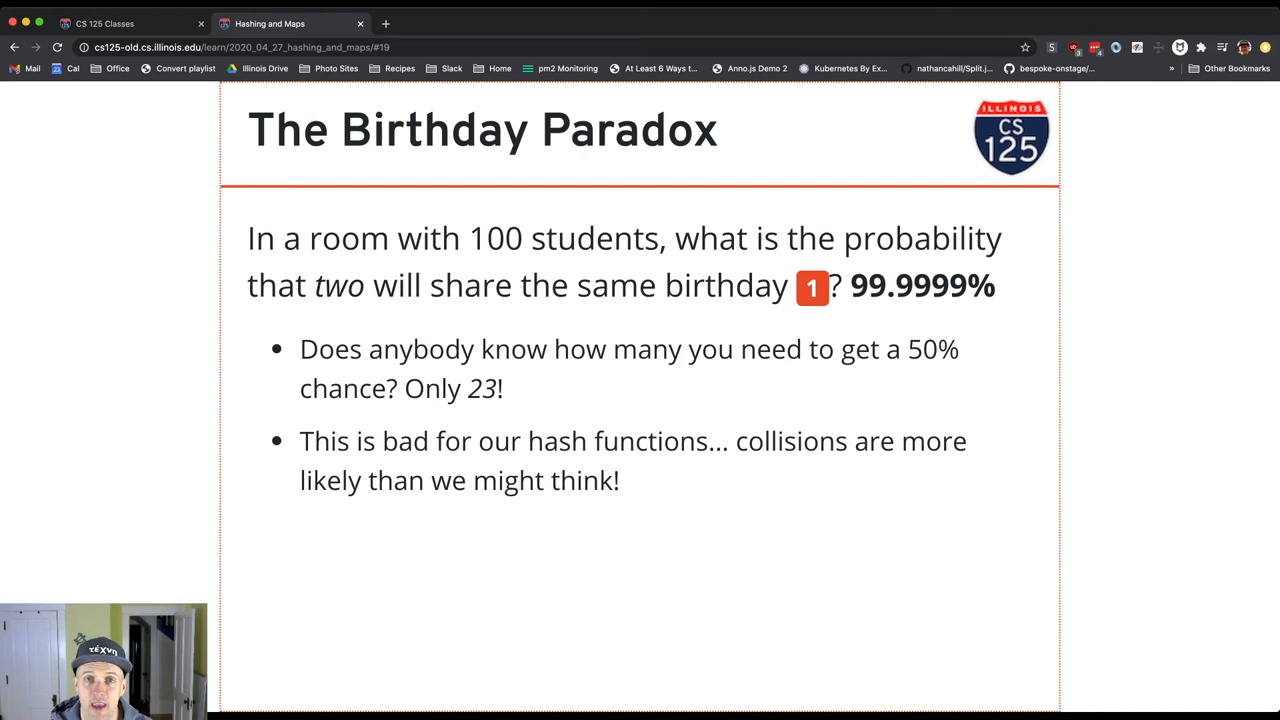 CS 125 Classes
Hashing and Maps
cs125-old.cs.illinois.edu/learn/2020_04_27_hashing_and_maps/#19
Mail Cal Office Convert playlist Illinois Drive Photo Sites Recipes Slack Home pm2 Monitoring At Least 6 Ways t... Anno.js Demo 2 Kubernetes By Ex... nathancahill/Split.j... bespoke-onstage/... » Other Bookmarks
The Birthday Paradox
ILLINOIS
CS
125
In a room with 100 students, what is the probability
that two will share the same birthday 1? 99.9999%
• Does anybody know how many you need to get a 50%
chance? Only 23!
• This is bad for our hash functions... collisions are more
likely than we might think!
τέχνη